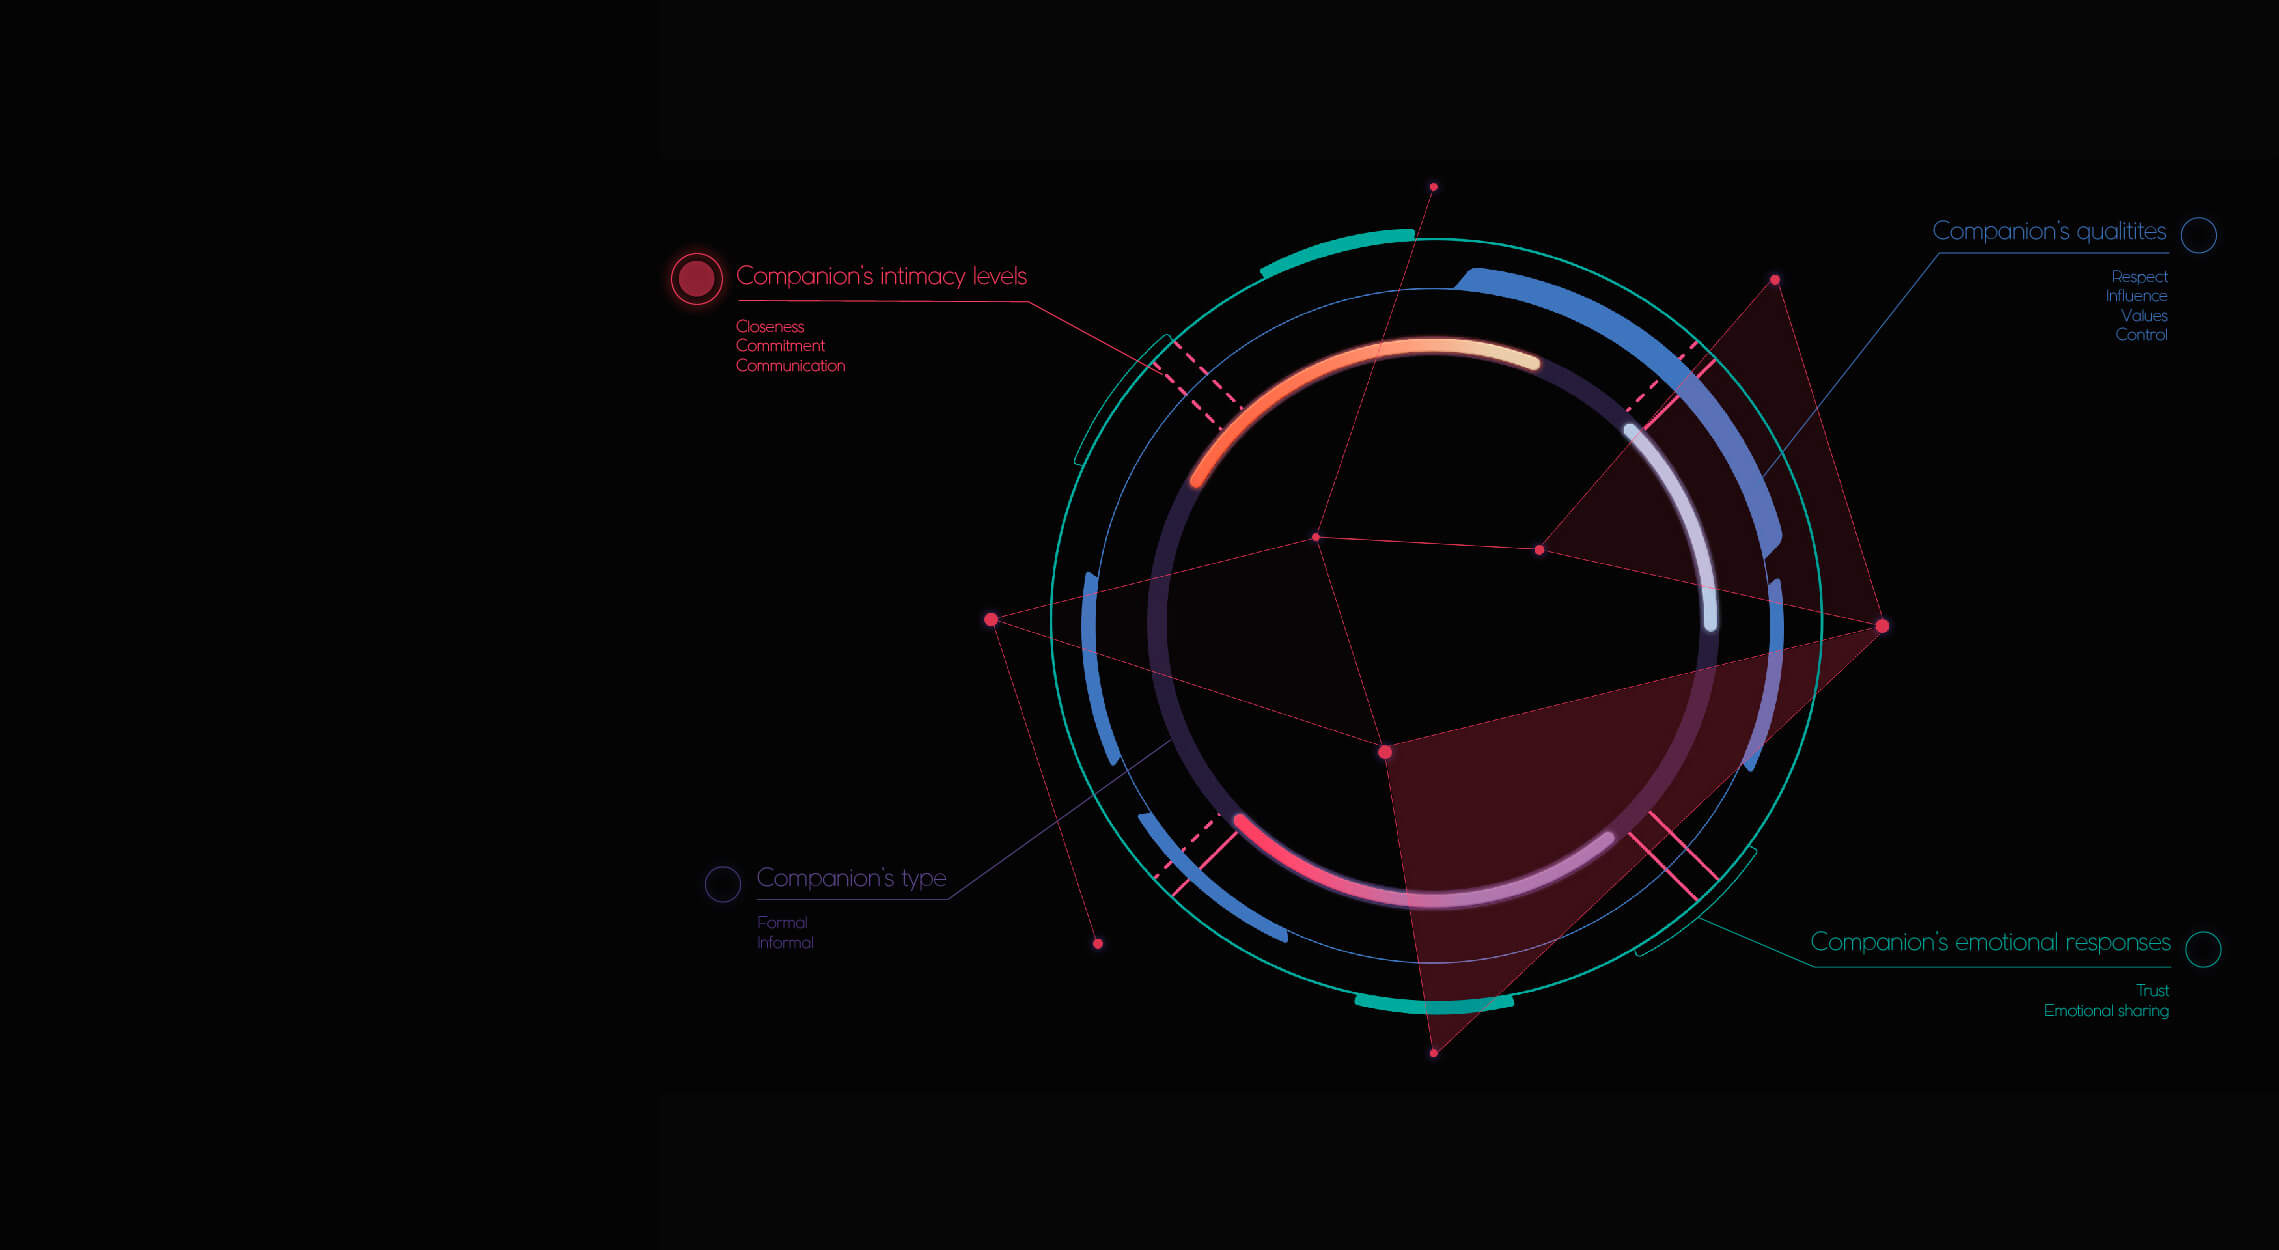 Companion's intimacy levels
Closeness
Commitment
Communication
Companion's qualitites
Respect
Influence
Values
Control
Companion's type
Formal
Informal
Companion's emotional responses
Trust
Emotional sharing